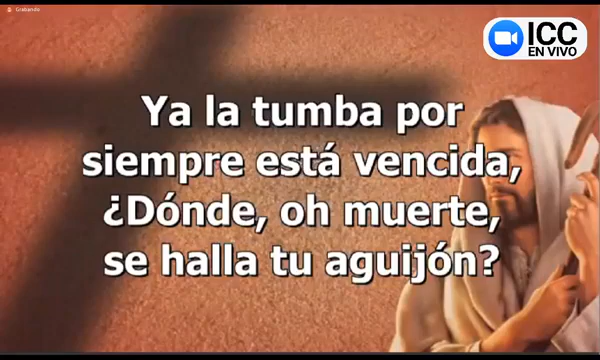 Grabando
ICC
EN VIVO
Ya la tumba por
siempre está vencida,
¿Dónde, oh muerte,
se halla tu aguijón?